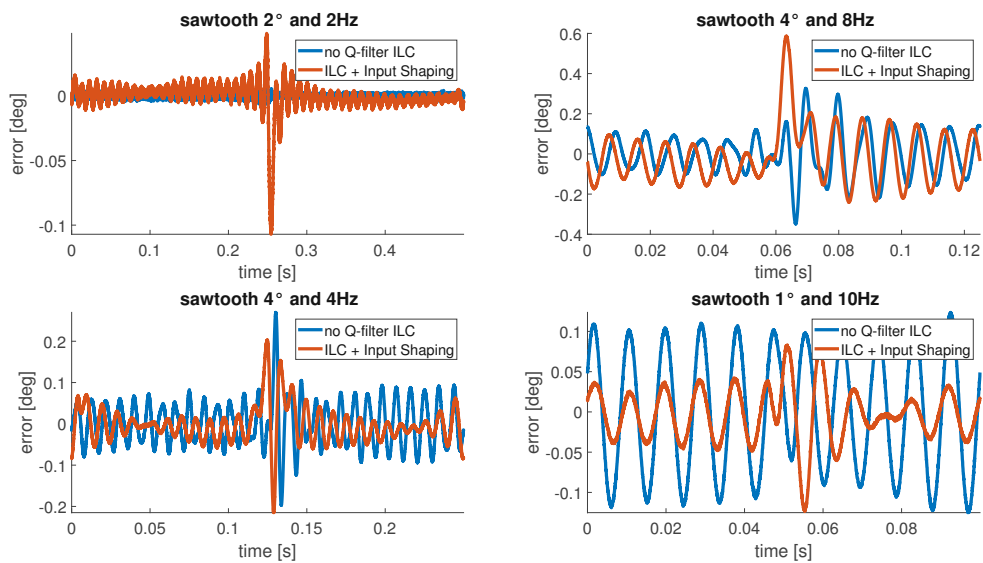 sawtooth 2° and 2Hz
no Q-filter ILC
ILC + Input Shaping
error [deg]
0
-0.05
-0.1
0
0.1
0.2
0.3
0.4
time [s]
sawtooth 4° and 8Hz
no Q-filter ILC
ILC + Input Shaping
error [deg]
0.6
0.4
0.2
0
-0.2
-0.4
0
0.02
0.04
0.06
0.08
0.1
0.12
time [s]
sawtooth 4° and 4Hz
no Q-filter ILC
ILC + Input Shaping
error [deg]
0.2
0.1
0
-0.1
-0.2
0
0.05
0.1
0.15
0.2
time [s]
sawtooth 1° and 10Hz
no Q-filter ILC
ILC + Input Shaping
error [deg]
0.1
0.05
0
-0.05
-0.1
0
0.02
0.04
0.06
0.08
time [s]